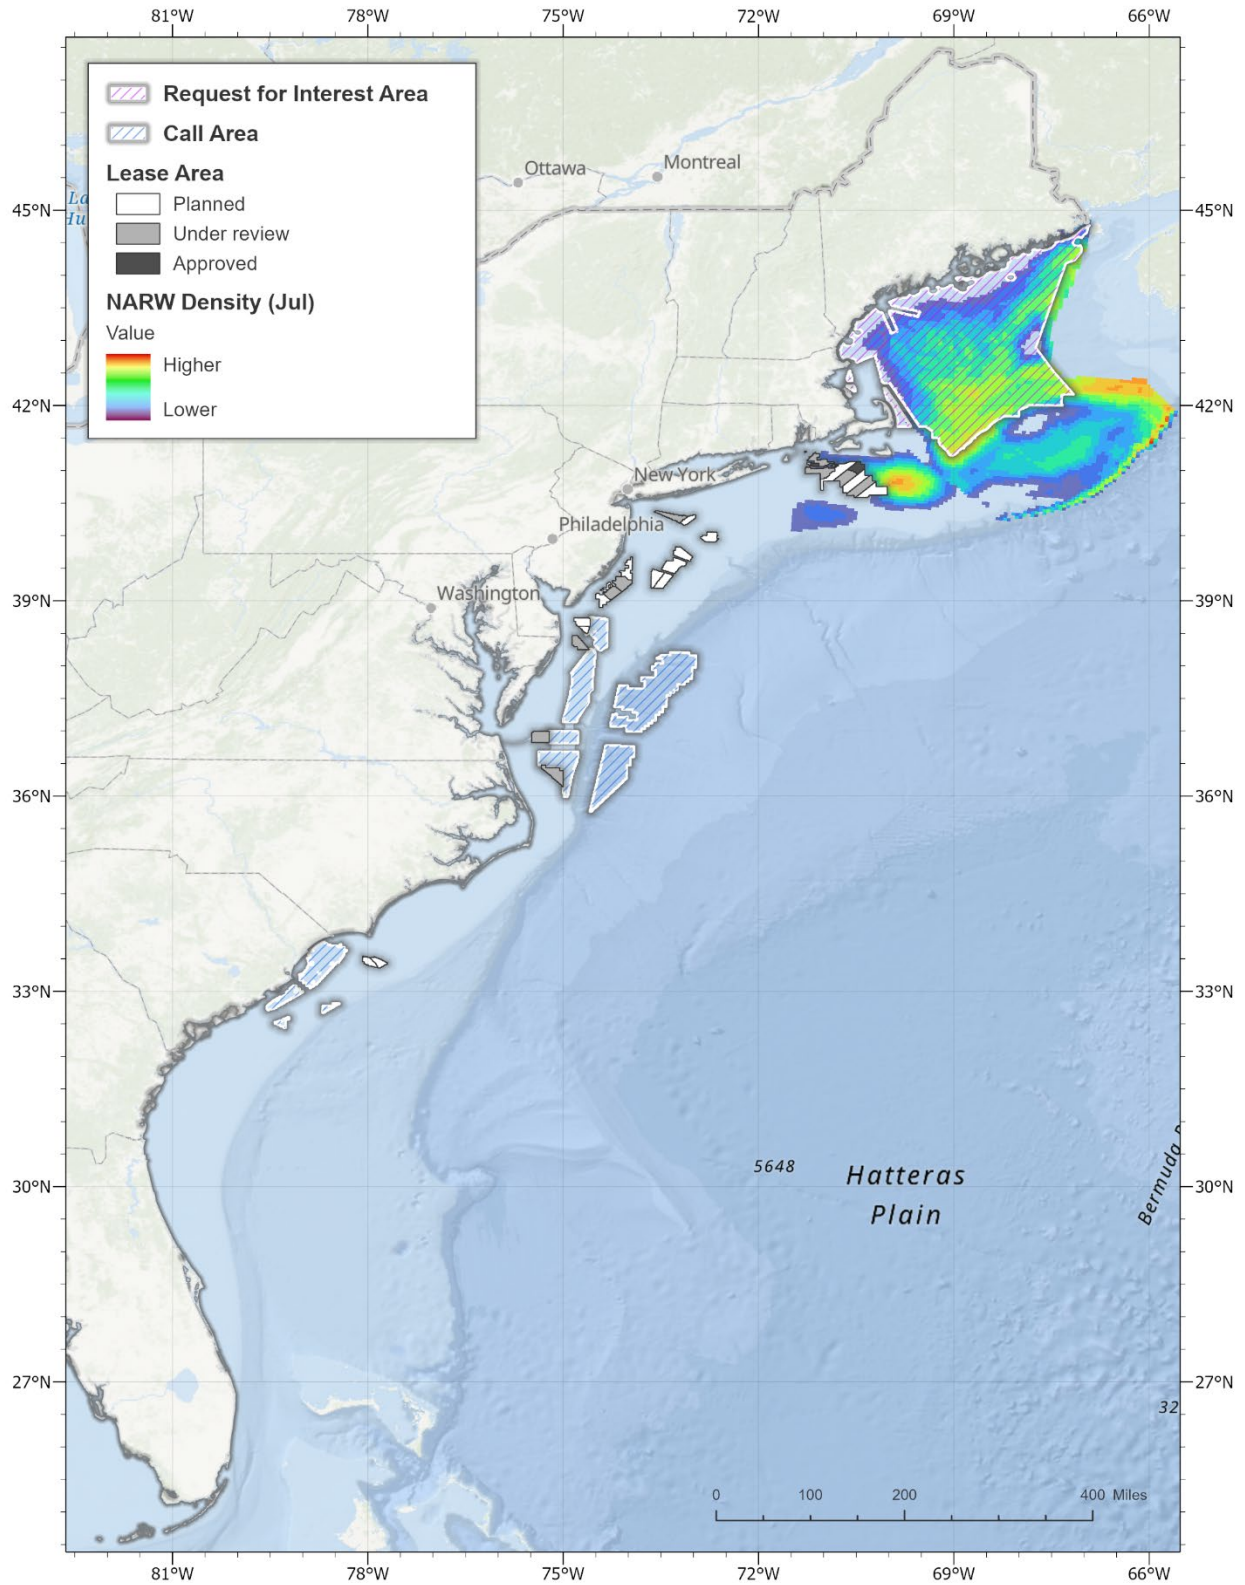 81°W 78°W 75°W 72°W 69°W 66°W
Request for Interest Area
Call Area
Lease Area
Planned
Under review
Approved
NARW Density (Jul)
Value
Higher
Lower
Ottawa
Montreal
45°N 45°N
42°N 42°N
New York
Philadelphia
39°N 39°N
Washington
36°N 36°N
33°N 33°N
5648
Hatteras
Plain
Bermuda
30°N 30°N
27°N 27°N
32
0 100 200 400 Miles
81°W 78°W 75°W 72°W 69°W 66°W